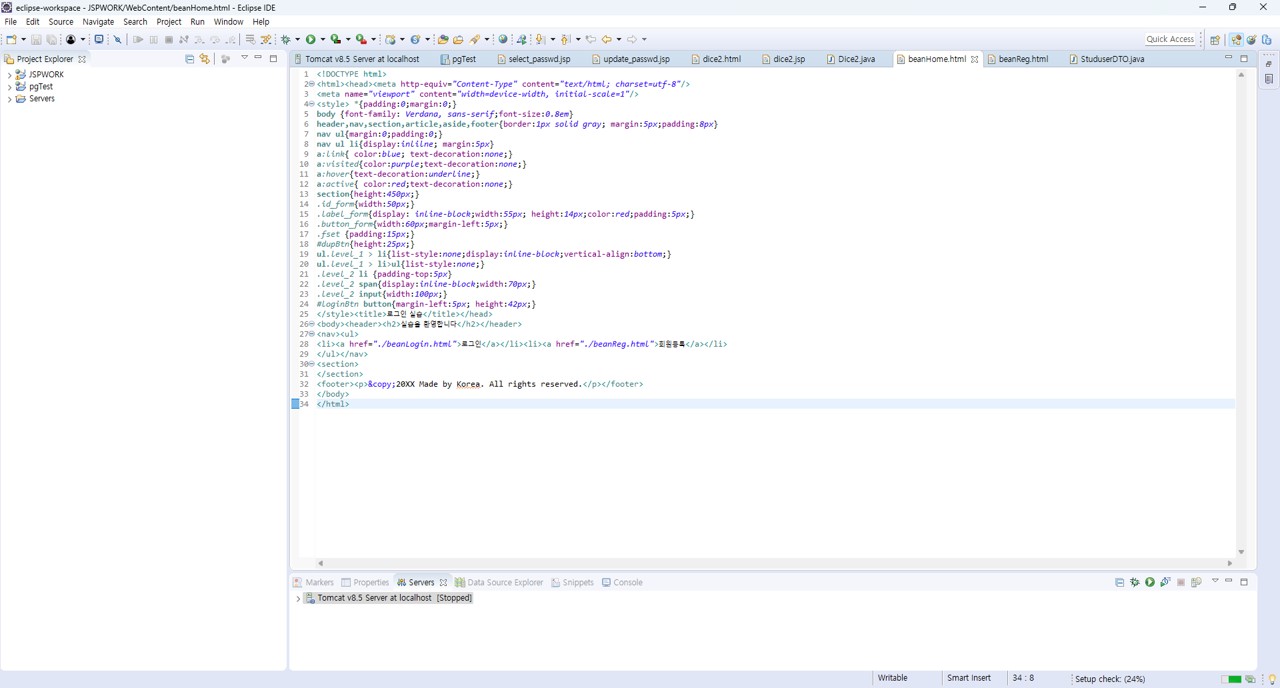 eclipse-workspace - JSPWORK/WebContent/beanHome.html - Eclipse IDE
File Edit Source Navigate Search Project Run Window Help
Quick Access
Project Explorer
Tomcat v8.5 Server at localhost pgTest select_passwd.jsp update_passwd.jsp dice2.html dice2.jsp Dice2.java beanHome.html beanReg.html StuduserDTO.java
JSPWORK
pgTest
Servers
1 <!DOCTYPE html>
2 <html><head><meta http-equiv="Content-Type" content="text/html; charset=utf-8"/>
3 <meta name="viewport" content="width=device-width, initial-scale=1"/>
4 <style> *{padding:0;margin:0;}
5 body {font-family: Verdana, sans-serif;font-size:0.8em}
6 header,nav,section,article,aside,footer{border:1px solid gray; margin:5px;padding:8px}
7 nav ul{margin:0;padding:0;}
8 nav ul li{display:inlilne; margin:5px}
9 a:link{ color:blue; text-decoration:none;}
10 a:visited{color:purple;text-decoration:none;}
11 a:hover{text-decoration:underline;}
12 a:active{ color:red;text-decoration:none;}
13 section{height:450px;}
14 .id_form{width:50px;}
15 .label_form{display: inline-block;width:55px; height:14px;color:red;padding:5px;}
16 .button_form{width:60px;margin-left:5px;}
17 .fset {padding:15px;}
18 #dupBtn{height:25px;}
19 ul.level_1 > li{list-style:none;display:inline-block;vertical-align:bottom;}
20 ul.level_1 > li>ul{list-style:none;}
21 .level_2 li {padding-top:5px}
22 .level_2 span{display:inline-block;width:70px;}
23 .level_2 input{width:100px;}
24 #loginBtn button{margin-left:5px; height:42px;}
25 </style><title>로그인 실습</title></head>
26 <body><header><h2>실습을 환영합니다</h2></header>
27 <nav><ul>
28 <li><a href="./beanLogin.html">로그인</a></li><li><a href="./beanReg.html">회원등록</a></li>
29 </ul></nav>
30 <section>
31 </section>
32 <footer><p>&copy;20XX Made by Korea. All rights reserved.</p></footer>
33 </body>
34 </html>
Markers Properties Servers Data Source Explorer Snippets Console
Tomcat v8.5 Server at localhost [Stopped]
Writable Smart Insert 34 : 8 Setup check: (24%)